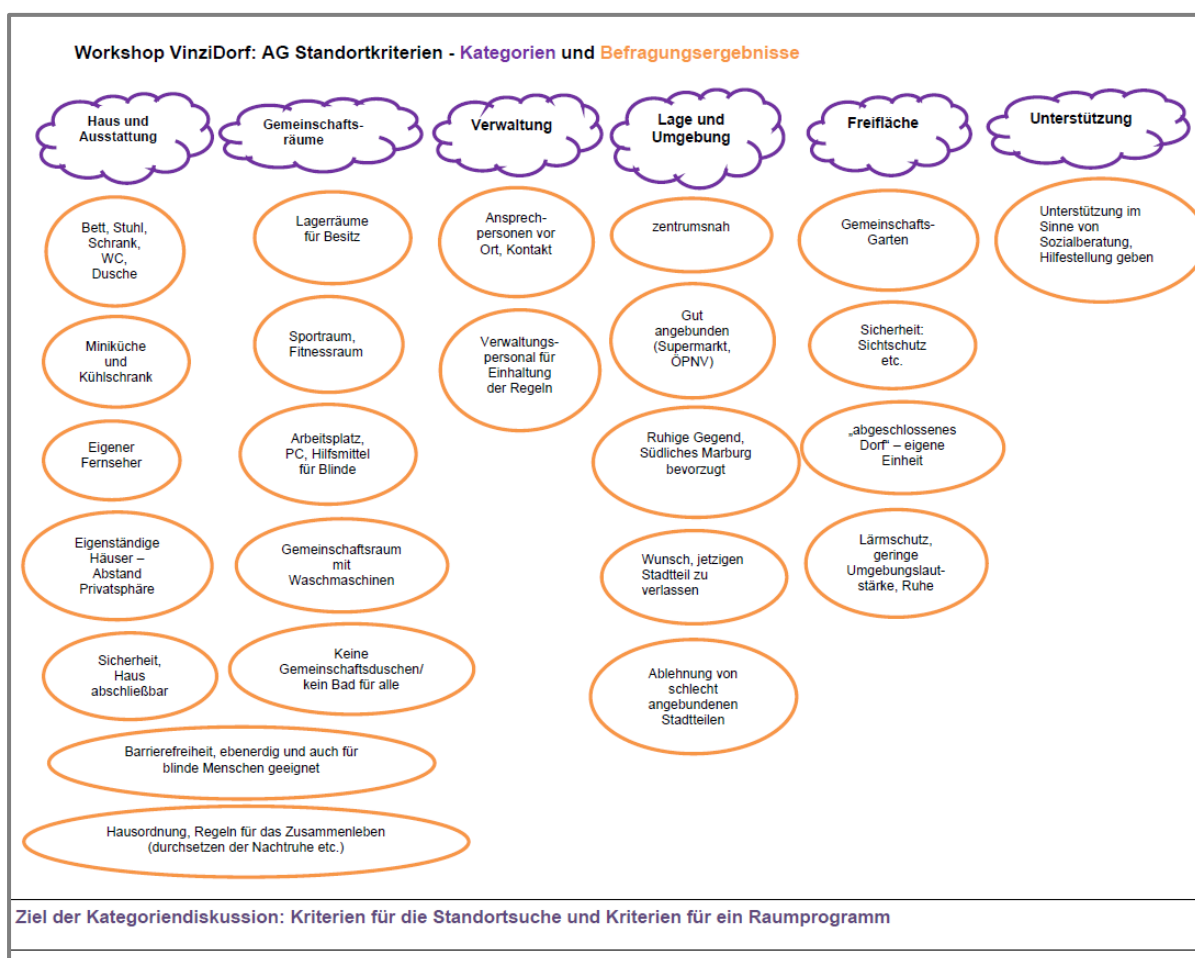 Workshop VinziDorf: AG Standortkriterien - Kategorien und Befragungsergebnisse
Haus und
Ausstattung
Gemeinschafts-
räume
Verwaltung
Lage und
Umgebung
Freifläche
Unterstützung
Bett, Stuhl,
Schrank,
WC,
Dusche
Miniküche
und
Kühlschrank
Eigener
Fernseher
Eigenständige
Häuser –
Abstand
Privatsphäre
Sicherheit,
Haus
abschließbar
Lagerräume
für Besitz
Sportraum,
Fitnessraum
Arbeitsplatz,
PC, Hilfsmittel
für Blinde
Gemeinschaftsraum
mit
Waschmaschinen
Keine
Gemeinschaftsduschen/
kein Bad für alle
Barrierefreiheit, ebenerdig und auch für
blinde Menschen geeignet
Hausordnung, Regeln für das Zusammenleben
(durchsetzen der Nachtruhe etc.)
Ansprech-
personen vor
Ort, Kontakt
Verwaltungs-
personal für
Einhaltung
der Regeln
zentrumsnah
Gut
angebunden
(Supermarkt,
ÖPNV)
Ruhige Gegend,
Südliches Marburg
bevorzugt
Wunsch, jetzigen
Stadtteil zu
verlassen
Ablehnung von
schlecht
angebundenen
Stadtteilen
Gemeinschafts-
Garten
Sicherheit:
Sichtschutz
etc.
„abgeschlossenes
Dorf“ – eigene
Einheit
Lärmschutz,
geringe
Umgebungslaut-
stärke, Ruhe
Unterstützung im
Sinne von
Sozialberatung,
Hilfestellung geben
Ziel der Kategoriendiskussion: Kriterien für die Standortsuche und Kriterien für ein Raumprogramm